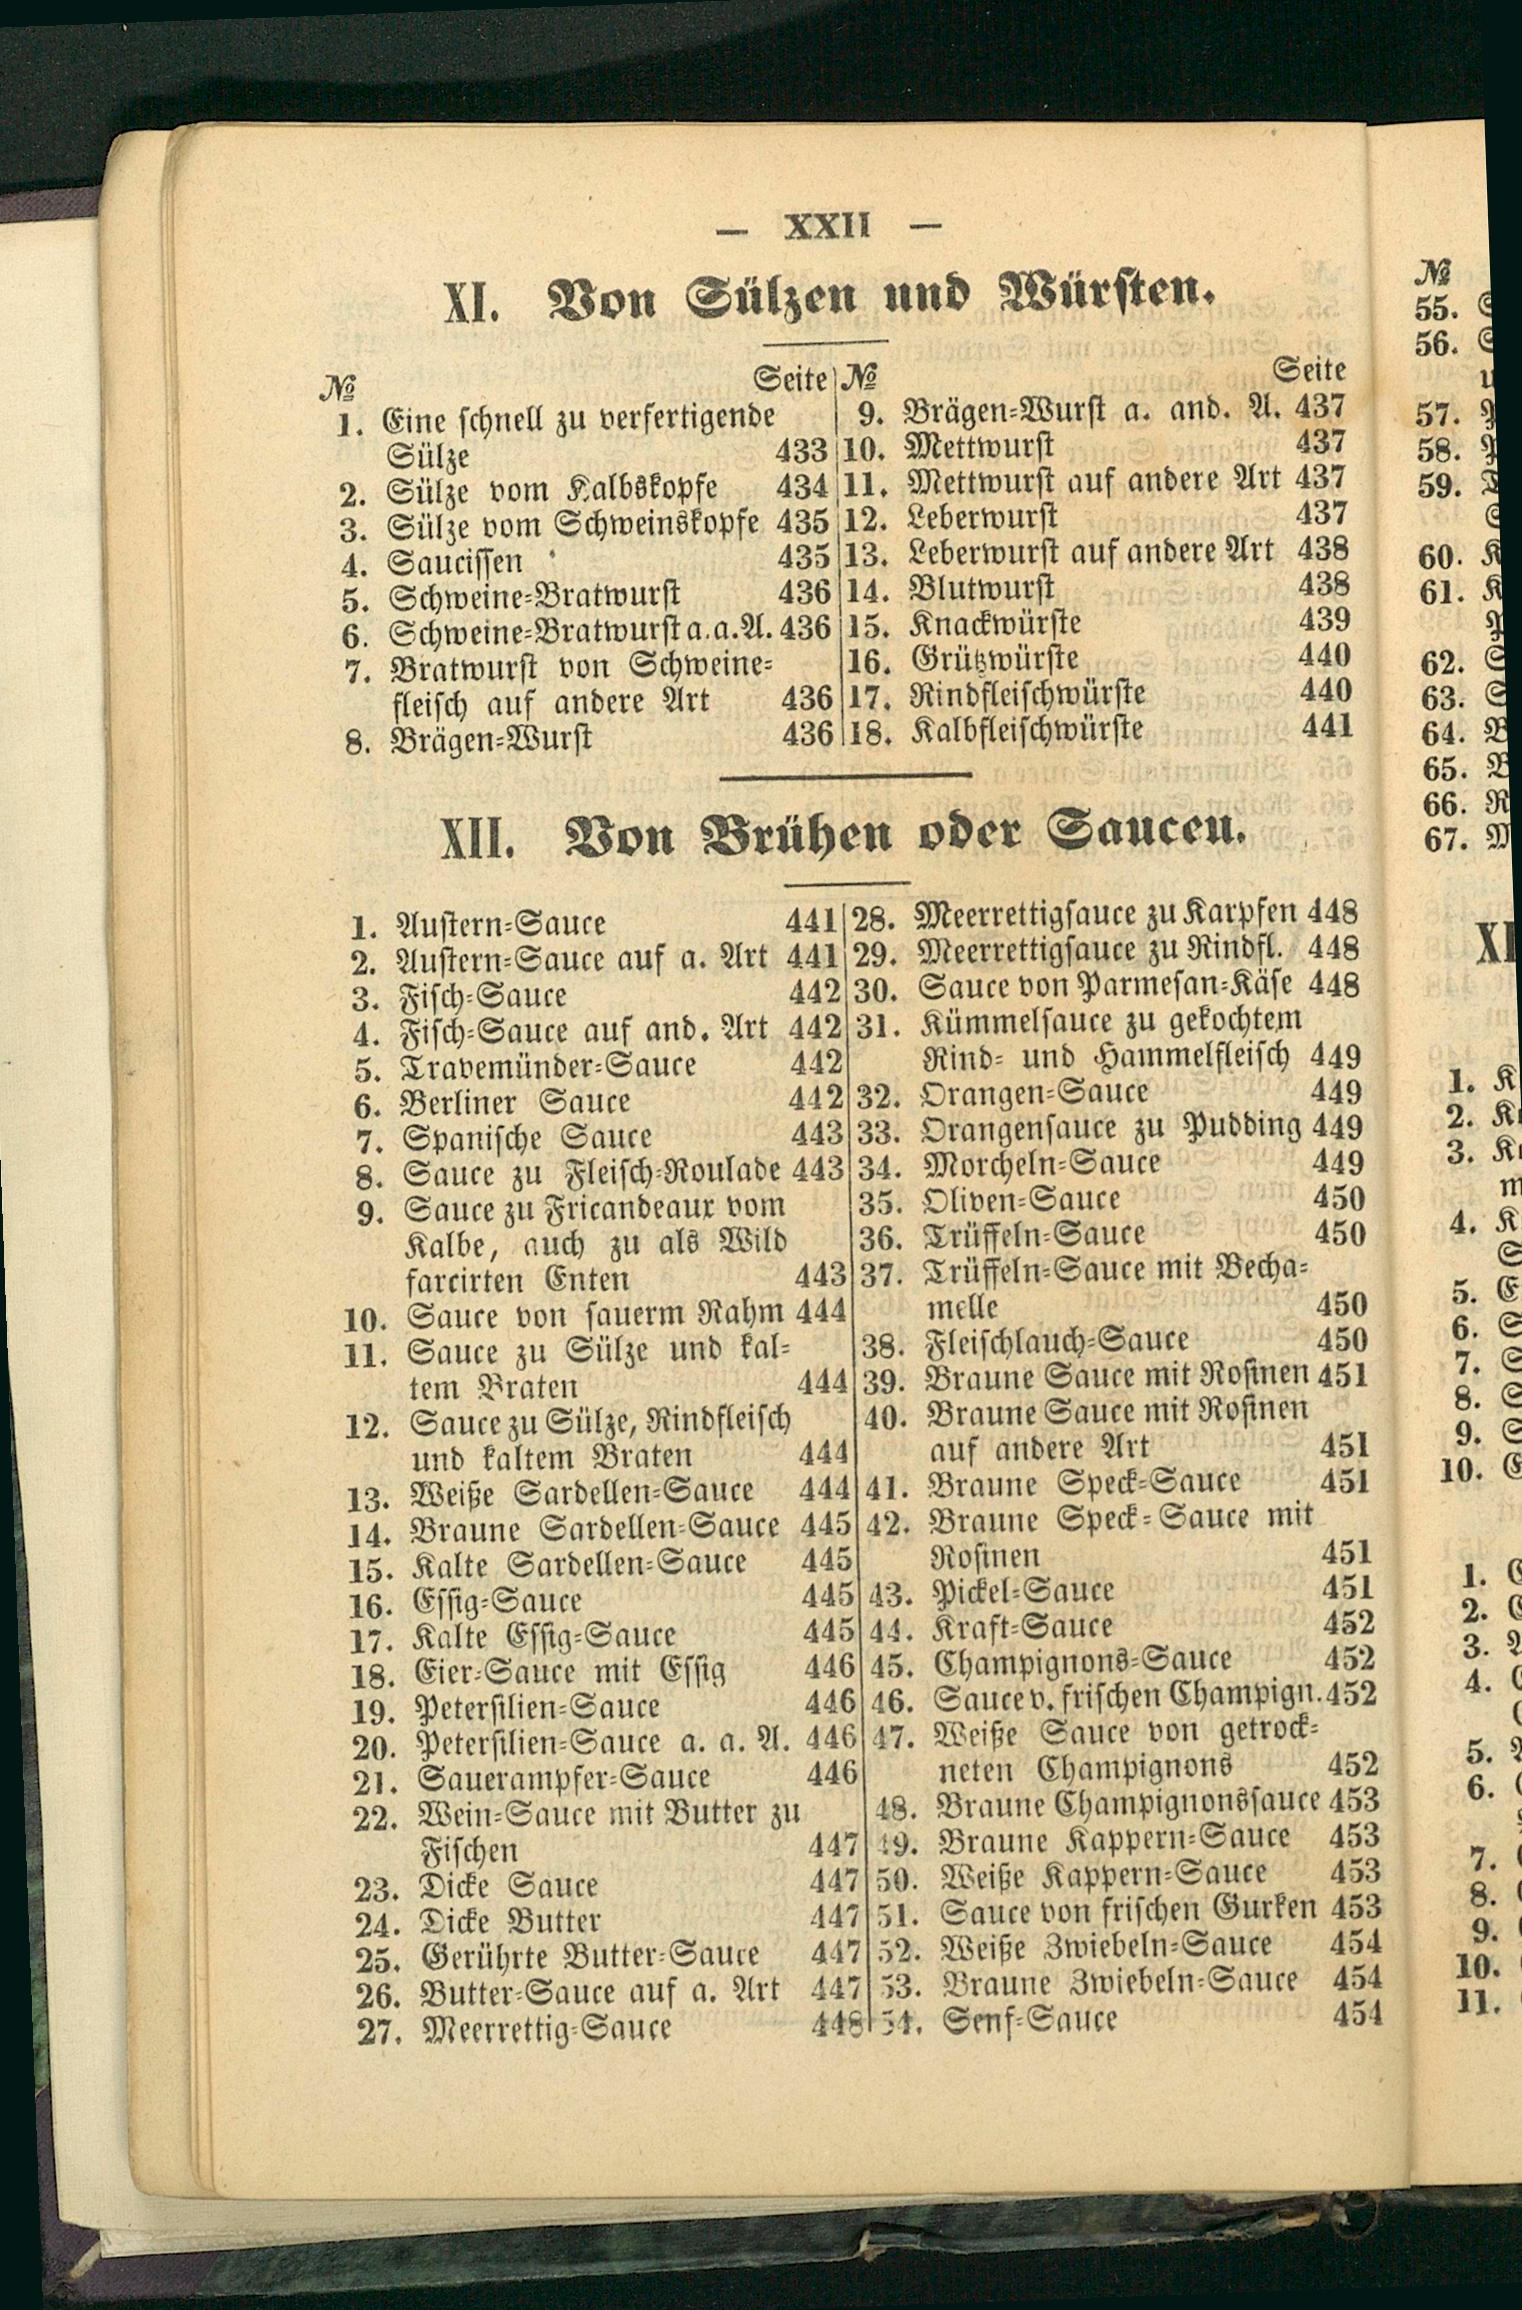 — XXII —
XI. Von Sülzen und Würsten.
№ Seite
1. Eine schnell zu verfertigende
Sülze 433
2. Sülze vom Kalbskopfe 434
3. Sülze vom Schweinskopfe 435
4. Saucissen 435
5. Schweine-Bratwurst 436
6. Schweine-Bratwurst a. a. A. 436
7. Bratwurst von Schweine-
fleisch auf andere Art 436
8. Brägen-Wurst 436
№ Seite
9. Brägen-Wurst a. and. A. 437
10. Mettwurst 437
11. Mettwurst auf andere Art 437
12. Leberwurst 437
13. Leberwurst auf andere Art 438
14. Blutwurst 438
15. Knackwürste 439
16. Grützwürste 440
17. Rindfleischwürste 440
18. Kalbfleischwürste 441
XII. Von Brühen oder Saucen.
1. Austern-Sauce 441
2. Austern-Sauce auf a. Art 441
3. Fisch-Sauce 442
4. Fisch-Sauce auf and. Art 442
5. Travemünder-Sauce 442
6. Berliner Sauce 442
7. Spanische Sauce 443
8. Sauce zu Fleisch-Roulade 443
9. Sauce zu Fricandeaux vom
Kalbe, auch zu als Wild
farcirten Enten 443
10. Sauce von sauerm Rahm 444
11. Sauce zu Sülze und kal-
tem Braten 444
12. Sauce zu Sülze, Rindfleisch
und kaltem Braten 444
13. Weiße Sardellen-Sauce 444
14. Braune Sardellen-Sauce 445
15. Kalte Sardellen-Sauce 445
16. Essig-Sauce 445
17. Kalte Essig-Sauce 445
18. Eier-Sauce mit Essig 446
19. Petersilien-Sauce 446
20. Petersilien-Sauce a. a. A. 446
21. Sauerampfer-Sauce 446
22. Wein-Sauce mit Butter zu
Fischen 447
23. Dicke Sauce 447
24. Dicke Butter 447
25. Gerührte Butter-Sauce 447
26. Butter-Sauce auf a. Art 447
27. Meerrettig-Sauce 448
28. Meerrettigsauce zu Karpfen 448
29. Meerrettigsauce zu Rindfl. 448
30. Sauce von Parmesan-Käse 448
31. Kümmelsauce zu gekochtem
Rind- und Hammelfleisch 449
32. Orangen-Sauce 449
33. Orangensauce zu Pudding 449
34. Morcheln-Sauce 449
35. Oliven-Sauce 450
36. Trüffeln-Sauce 450
37. Trüffeln-Sauce mit Becha-
melle 450
38. Fleischlauch-Sauce 450
39. Braune Sauce mit Rosinen 451
40. Braune Sauce mit Rosinen
auf andere Art 451
41. Braune Speck-Sauce 451
42. Braune Speck-Sauce mit
Rosinen 451
43. Pickel-Sauce 451
44. Kraft-Sauce 452
45. Champignons-Sauce 452
46. Sauce v. frischen Champign. 452
47. Weiße Sauce von getrock-
neten Champignons 452
48. Braune Champignonssauce 453
49. Braune Kappern-Sauce 453
50. Weiße Kappern-Sauce 453
51. Sauce von frischen Gurken 453
52. Weiße Zwiebeln-Sauce 454
53. Braune Zwiebeln-Sauce 454
54. Senf-Sauce 454
№
55.
56.
57.
58.
59.
60.
61.
62.
63.
64.
65.
66.
67.
1.
2.
3.
4.
5.
6.
7.
8.
9.
10.
1.
2.
3.
4.
5.
6.
7.
8.
9.
10.
11.